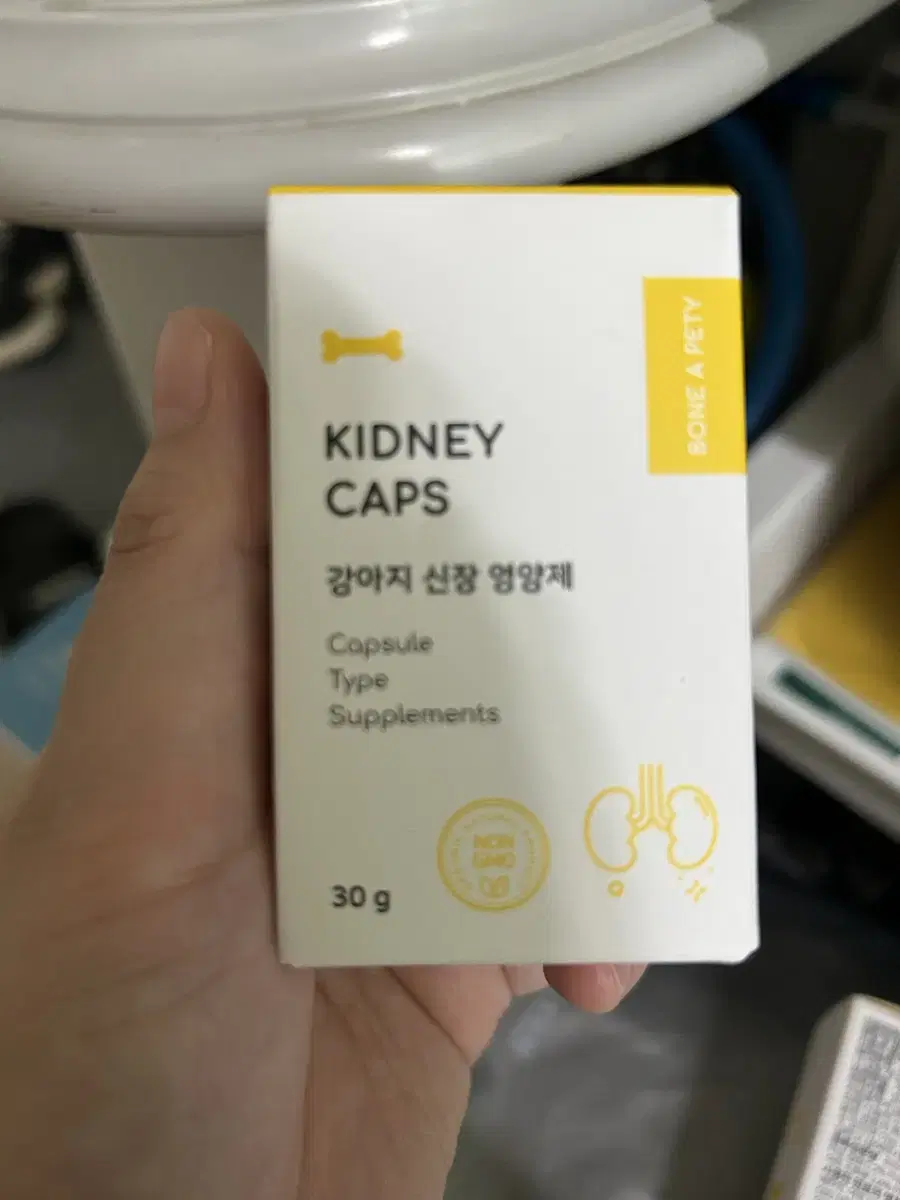 BONE A PETY
KIDNEY
CAPS
강아지 신장 영양제
Capsule
Type
Supplements
NON
GMO
30 g